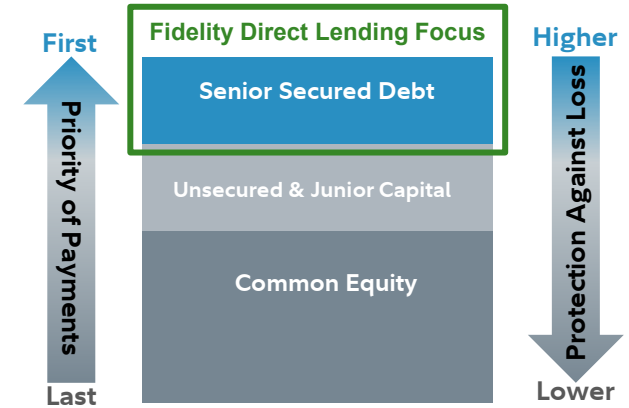 Fidelity Direct Lending Focus
First
Higher
Senior Secured Debt
Priority of Payments
Protection Against Loss
Unsecured & Junior Capital
Common Equity
Last
Lower